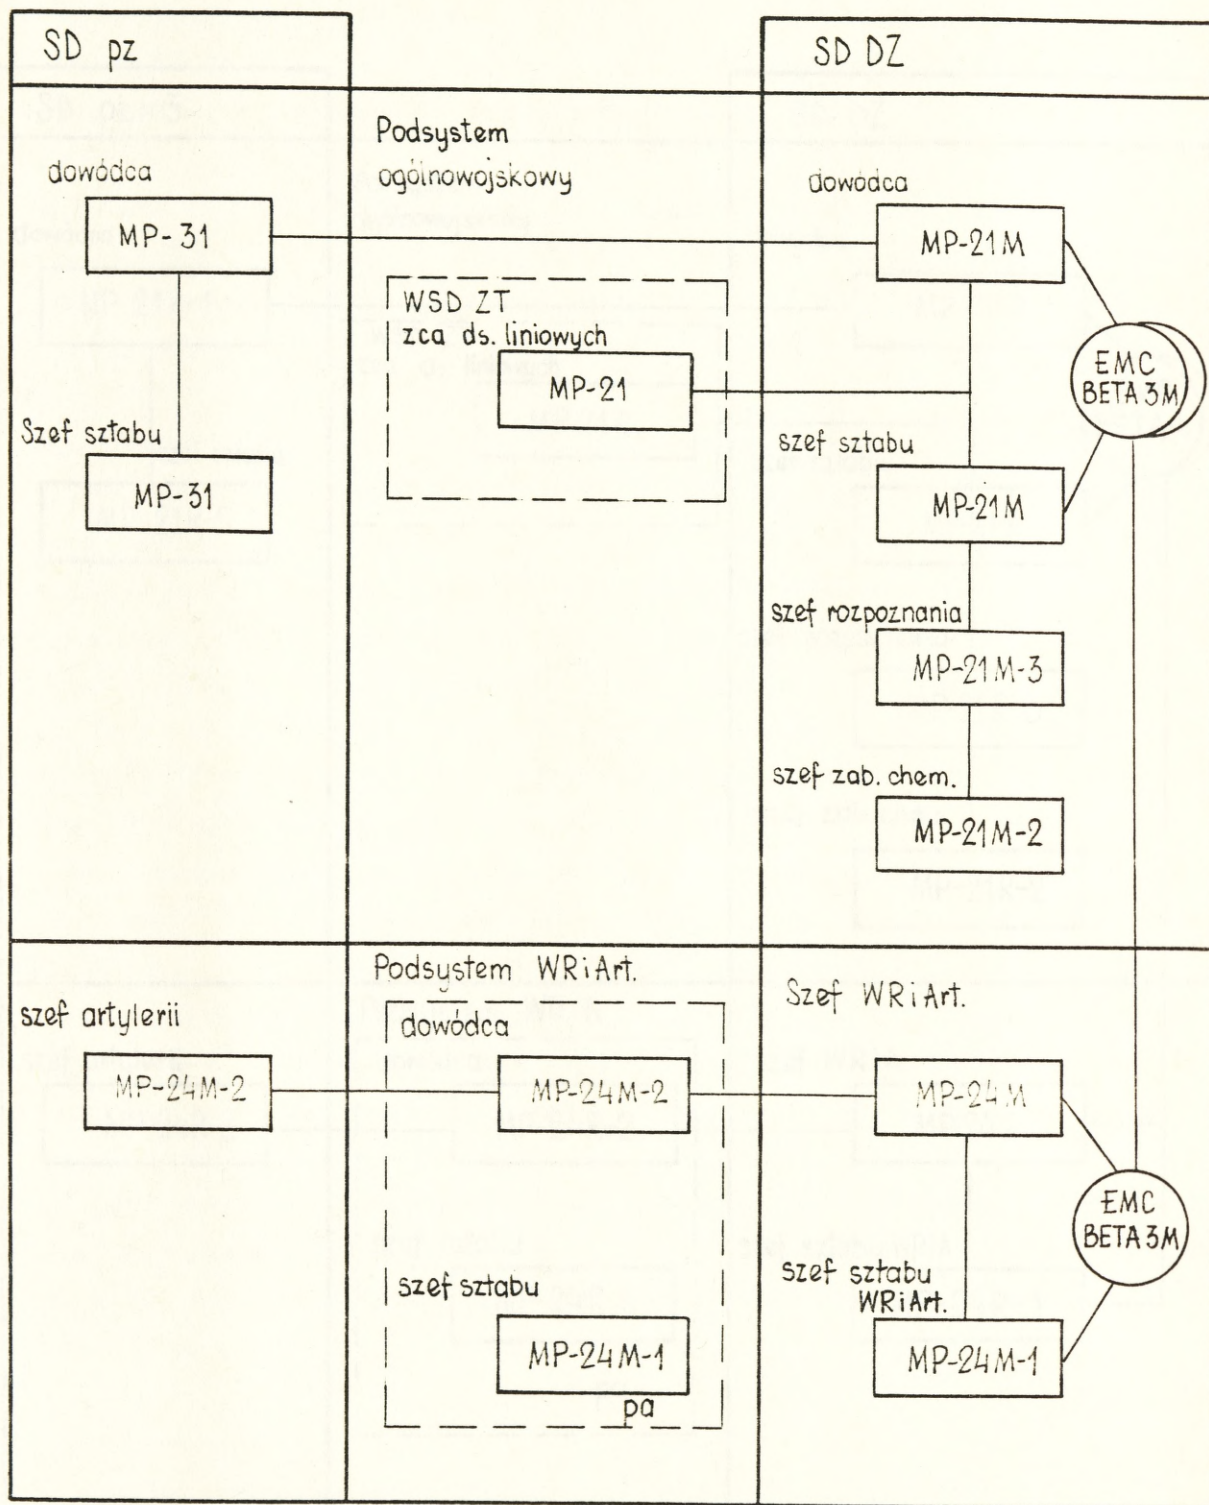 SD pz
SD DZ
Podsystem
ogólnowojskowy
dowódca
MP-31
dowódca
MP-21M
WSD ZT
zca ds. liniowych
MP-21
EMC
BETA 3M
Szef sztabu
MP-31
szef sztabu
MP-21M
szef rozpoznania
MP-21M-3
szef zab. chem.
MP-21M-2
Podsystem WRiArt.
Szef WRiArt.
szef artylerii
MP-24M-2
dowódca
MP-24M-2
MP-24M
EMC
BETA 3M
szef sztabu
MP-24M-1
pa
szef sztabu
WRiArt.
MP-24M-1